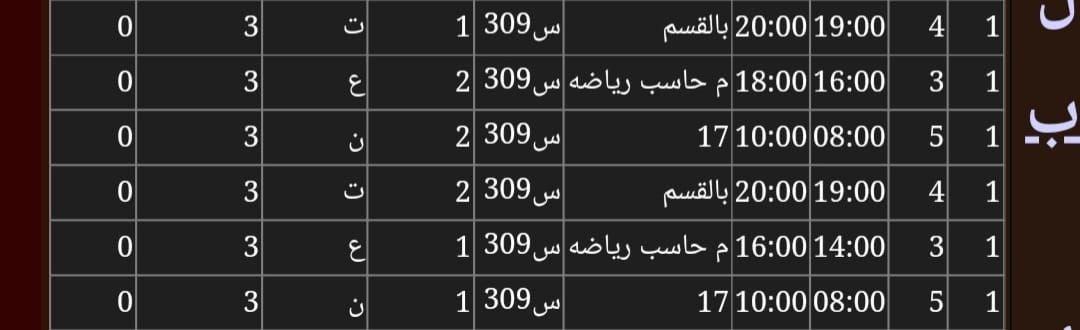 1 4 19:00 20:00 بالقسم س309 1 ت 3 0
1 3 16:00 18:00 م حاسب رياضه س309 2 ع 3 0
1 5 08:00 10:00 17 س309 2 ن 3 0
1 4 19:00 20:00 بالقسم س309 2 ت 3 0
1 3 14:00 16:00 م حاسب رياضه س309 1 ع 3 0
1 5 08:00 10:00 17 س309 1 ن 3 0